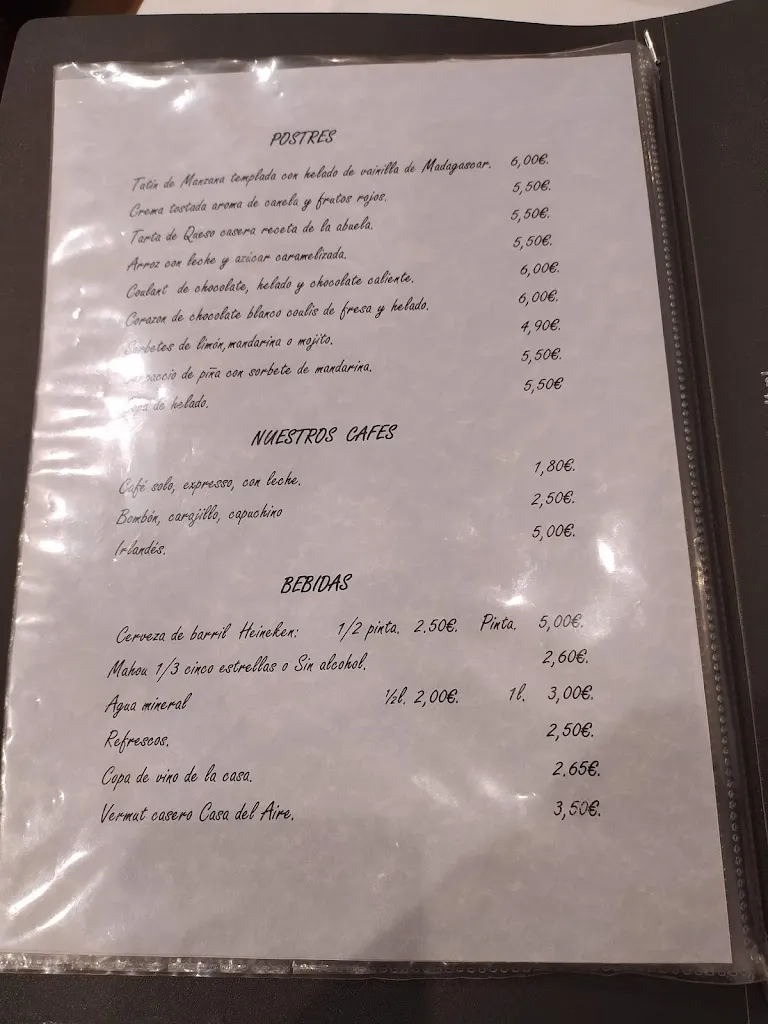 POSTRES
Tatin de Manzana templada con helado de vainilla de Madagascar. 6,00€.
Crema tostada aroma de canela y frutos rojos. 5,50€.
Tarta de Queso casera receta de la abuela. 5,50€.
Arroz con leche y azúcar caramelizada. 5,50€.
Coulant de chocolate, helado y chocolate caliente. 6,00€.
Corazon de chocolate blanco coulis de fresa y helado. 6,00€.
Sorbetes de limón,mandarina o mojito. 4,90€.
Carpaccio de piña con sorbete de mandarina. 5,50€.
Copa de helado. 5,50€
NUESTROS CAFES
Café solo, expresso, con leche. 1,80€.
Bombón, carajillo, capuchino 2,50€.
Irlandés. 5,00€.
BEBIDAS
Cerveza de barril Heineken: 1/2 pinta. 2.50€. Pinta. 5,00€.
Mahou 1/3 cinco estrellas o Sin alcohol. 2,60€.
Agua mineral ½l. 2,00€. 1l. 3,00€.
Refrescos. 2,50€.
Copa de vino de la casa. 2.65€.
Vermut casero Casa del Aire. 3,50€.